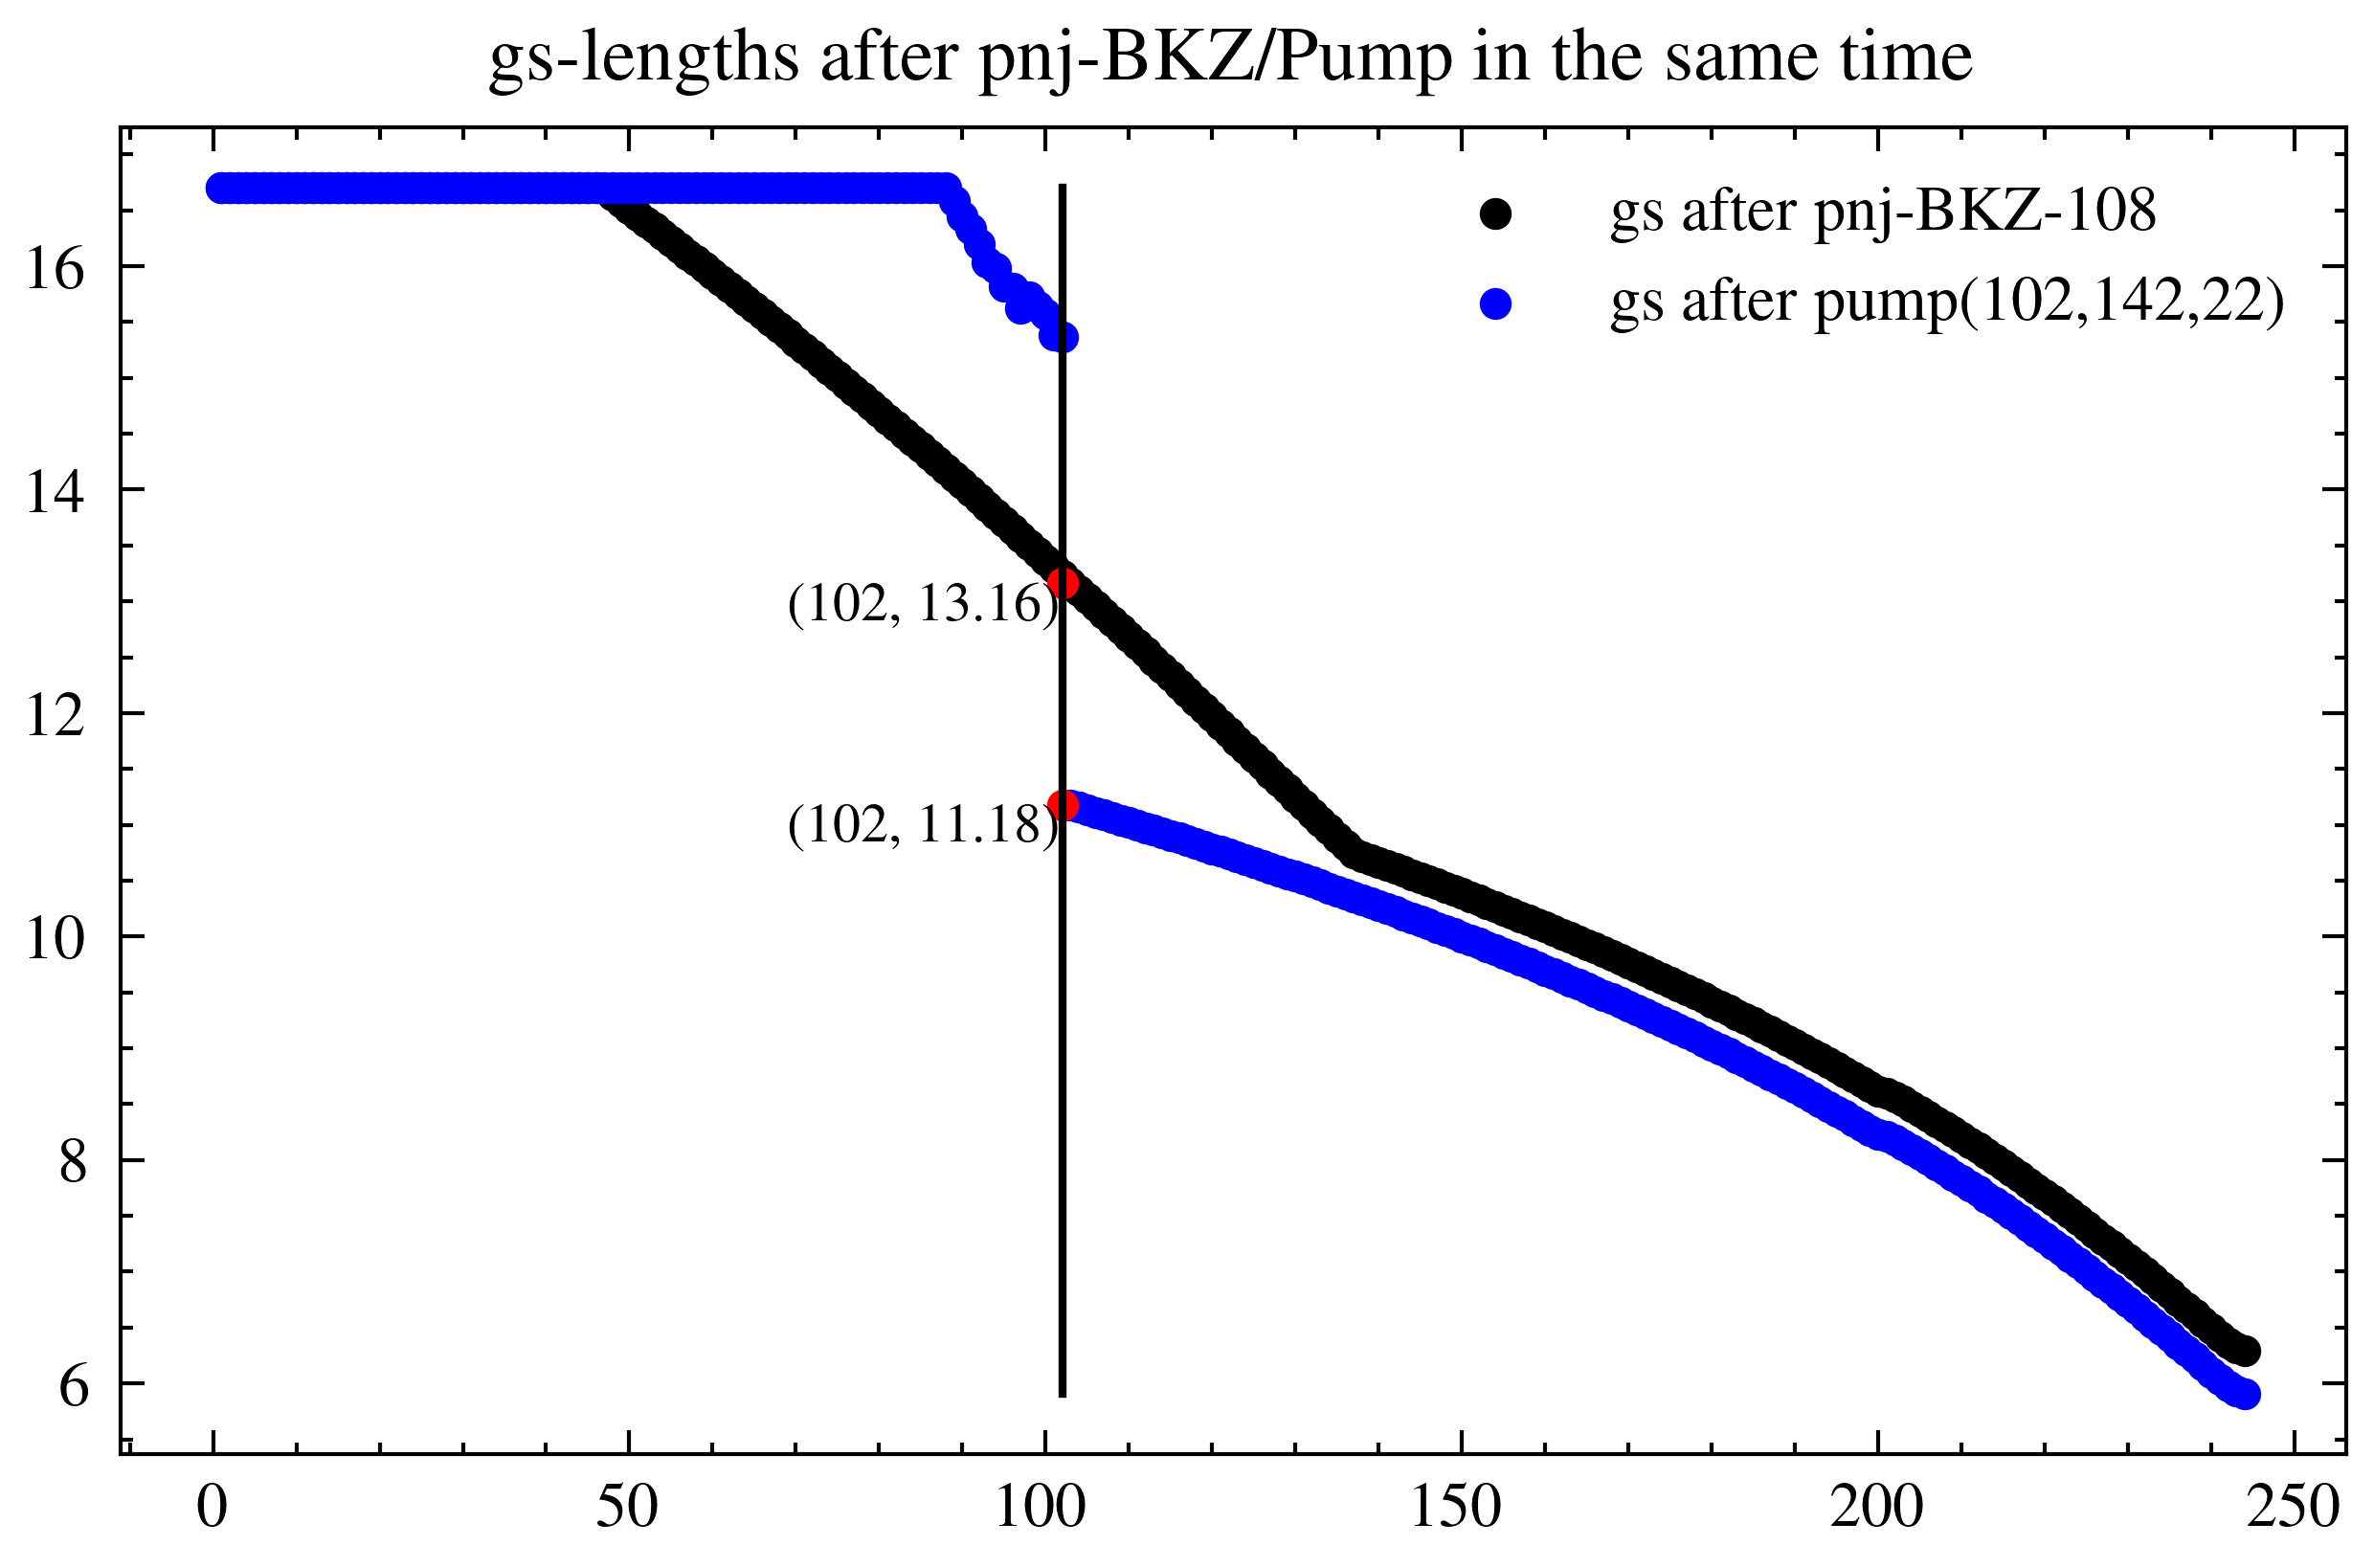 gs-lengths after pnj-BKZ/Pump in the same time
gs after pnj-BKZ-108
gs after pump(102,142,22)
16
14
(102, 13.16)
12
(102, 11.18)
10
8
6
0 50 100 150 200 250